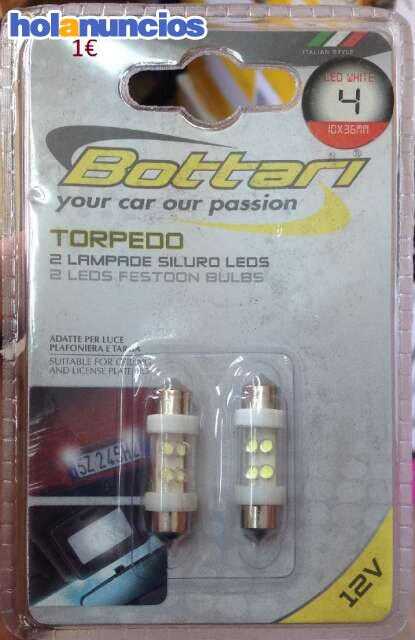 holanuncios
1€
ITALIAN STYLE
LED WHITE
4
10X36MM
Bottari®
your car our passion
TORPEDO
2 LAMPADE SILURO LEDS
2 LEDS FESTOON BULBS
ADATTE PER LUCE
PLAFONIERA E TARGA
SUITABLE FOR CEILING
AND LICENSE PLATE
12V